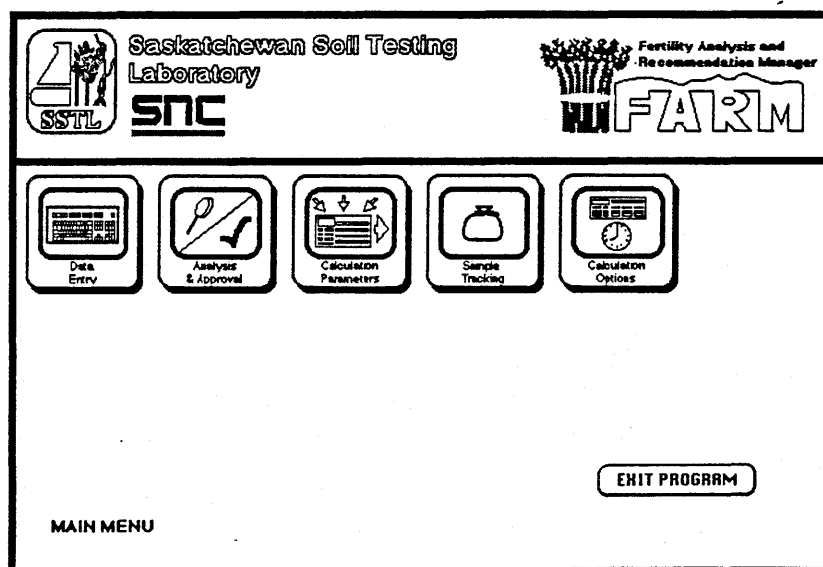 Saskatchewan Soil Testing
Laboratory
SNC
SSTL
Fertility Analysis and
Recommendation Manager
FARM
Data
Entry
Analysis
& Approval
Calculation
Parameters
Sample
Tracking
Calculation
Options
EXIT PROGRAM
MAIN MENU